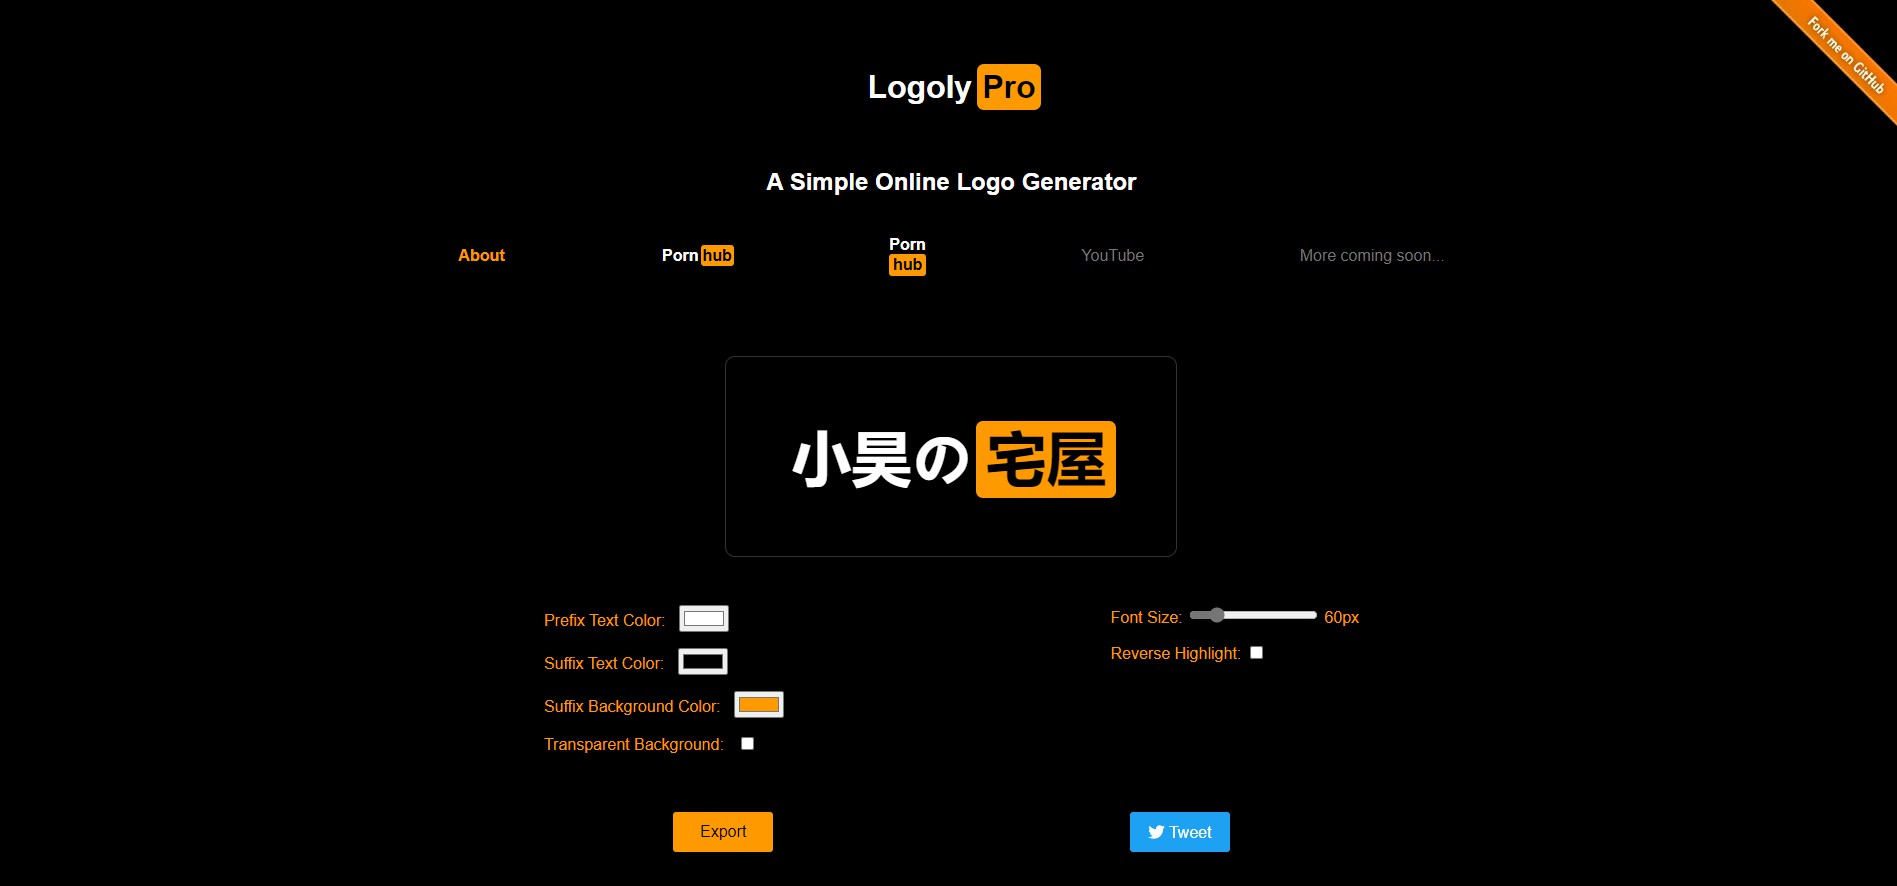 Fork me on GitHub
Logoly Pro
A Simple Online Logo Generator
About
Porn hub
Porn
hub
YouTube
More coming soon...
小昊の 宅屋
Prefix Text Color:
Suffix Text Color:
Suffix Background Color:
Transparent Background:
Font Size: 60px
Reverse Highlight:
Export
Tweet